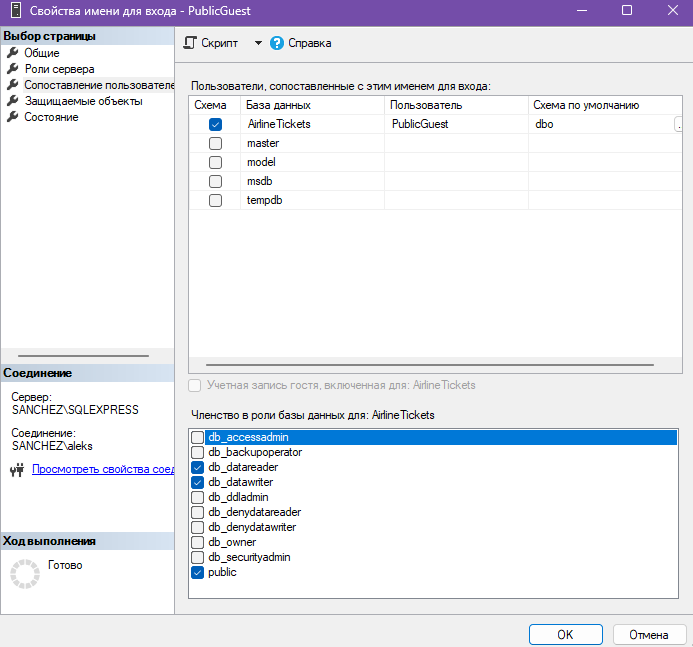 Свойства имени для входа - PublicGuest
Выбор страницы
Общие
Роли сервера
Сопоставление пользователе
Защищаемые объекты
Состояние
Скрипт
Справка
Пользователи, сопоставленные с этим именем для входа:
Схема База данных Пользователь Схема по умолчанию
AirlineTickets PublicGuest dbo
master
model
msdb
tempdb
Учетная запись гостя, включенная для: AirlineTickets
Соединение
Сервер:
SANCHEZ\SQLEXPRESS
Соединение:
SANCHEZ\aleks
Просмотреть свойства соед
Ход выполнения
Готово
Членство в роли базы данных для: AirlineTickets
db_accessadmin
db_backupoperator
db_datareader
db_datawriter
db_ddladmin
db_denydatareader
db_denydatawriter
db_owner
db_securityadmin
public
OK
Отмена